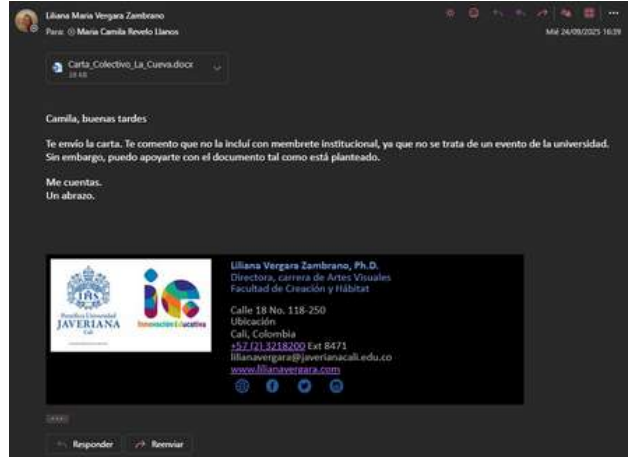 Liliana Maria Vergara Zambrano
Para: Maria Camila Revelo Llanos
Mié 24/09/2025 16:39
Carta_Colectivo_La_Cueva.docx
Camila, buenas tardes
Te envío la carta. Te comento que no la incluí con membrete institucional, ya que no se trata de un evento de la universidad.
Sin embargo, puedo apoyarte con el documento tal como está planteado.
Me cuentas.
Un abrazo.
Pontificia Universidad
JAVERIANA
Cali
ie
Innovación Educativa
Liliana Vergara Zambrano, Ph.D.
Directora, carrera de Artes Visuales
Facultad de Creación y Hábitat
Calle 18 No. 118-250
Ubicación
Cali, Colombia
+57 (2) 3218200 Ext 8471
lilianavergara@javerianacali.edu.co
www.lilianavergara.com
Responder
Reenviar